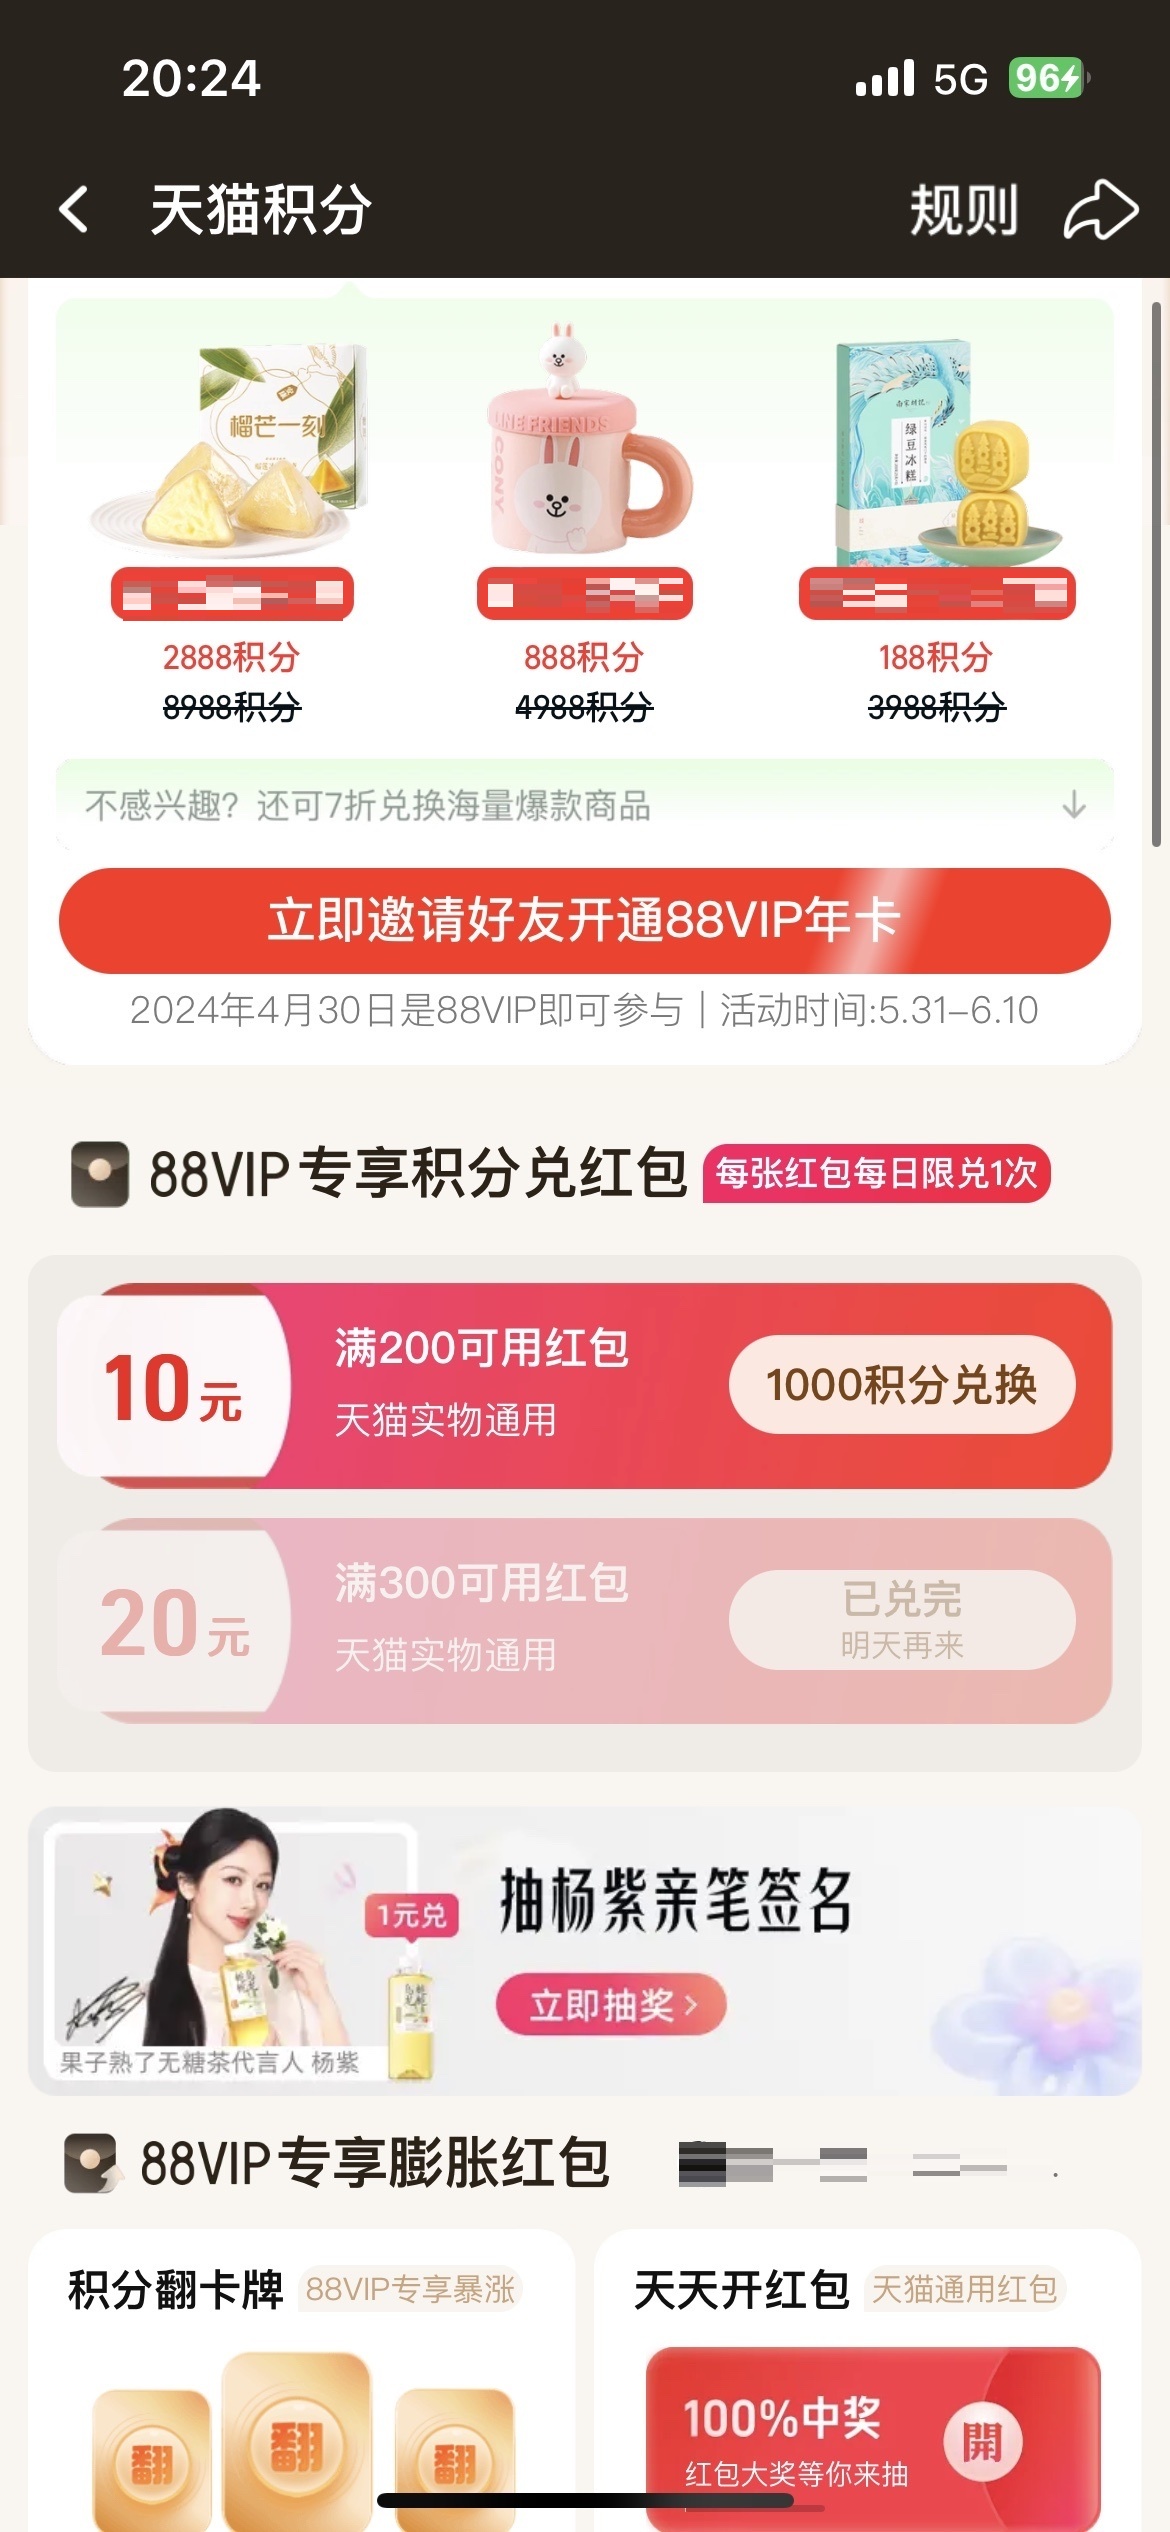 20:24
5G 96
天猫积分 规则
榴芒一刻
LINE FRIENDS
CONY
绿豆冰糕
2888积分 888积分 188积分
8988积分 4988积分 3988积分
不感兴趣？还可7折兑换海量爆款商品
立即邀请好友开通88VIP年卡
2024年4月30日是88VIP即可参与｜活动时间:5.31-6.10
88VIP专享积分兑红包 每张红包每日限兑1次
10元 满200可用红包 1000积分兑换
天猫实物通用
20元 满300可用红包 已兑完
天猫实物通用 明天再来
抽杨紫亲笔签名
1元兑
立即抽奖
果子熟了无糖茶代言人 杨紫
88VIP专享膨胀红包
积分翻卡牌 88VIP专享暴涨
天天开红包 天猫通用红包
翻 翻 翻
100%中奖
開
红包大奖等你来抽